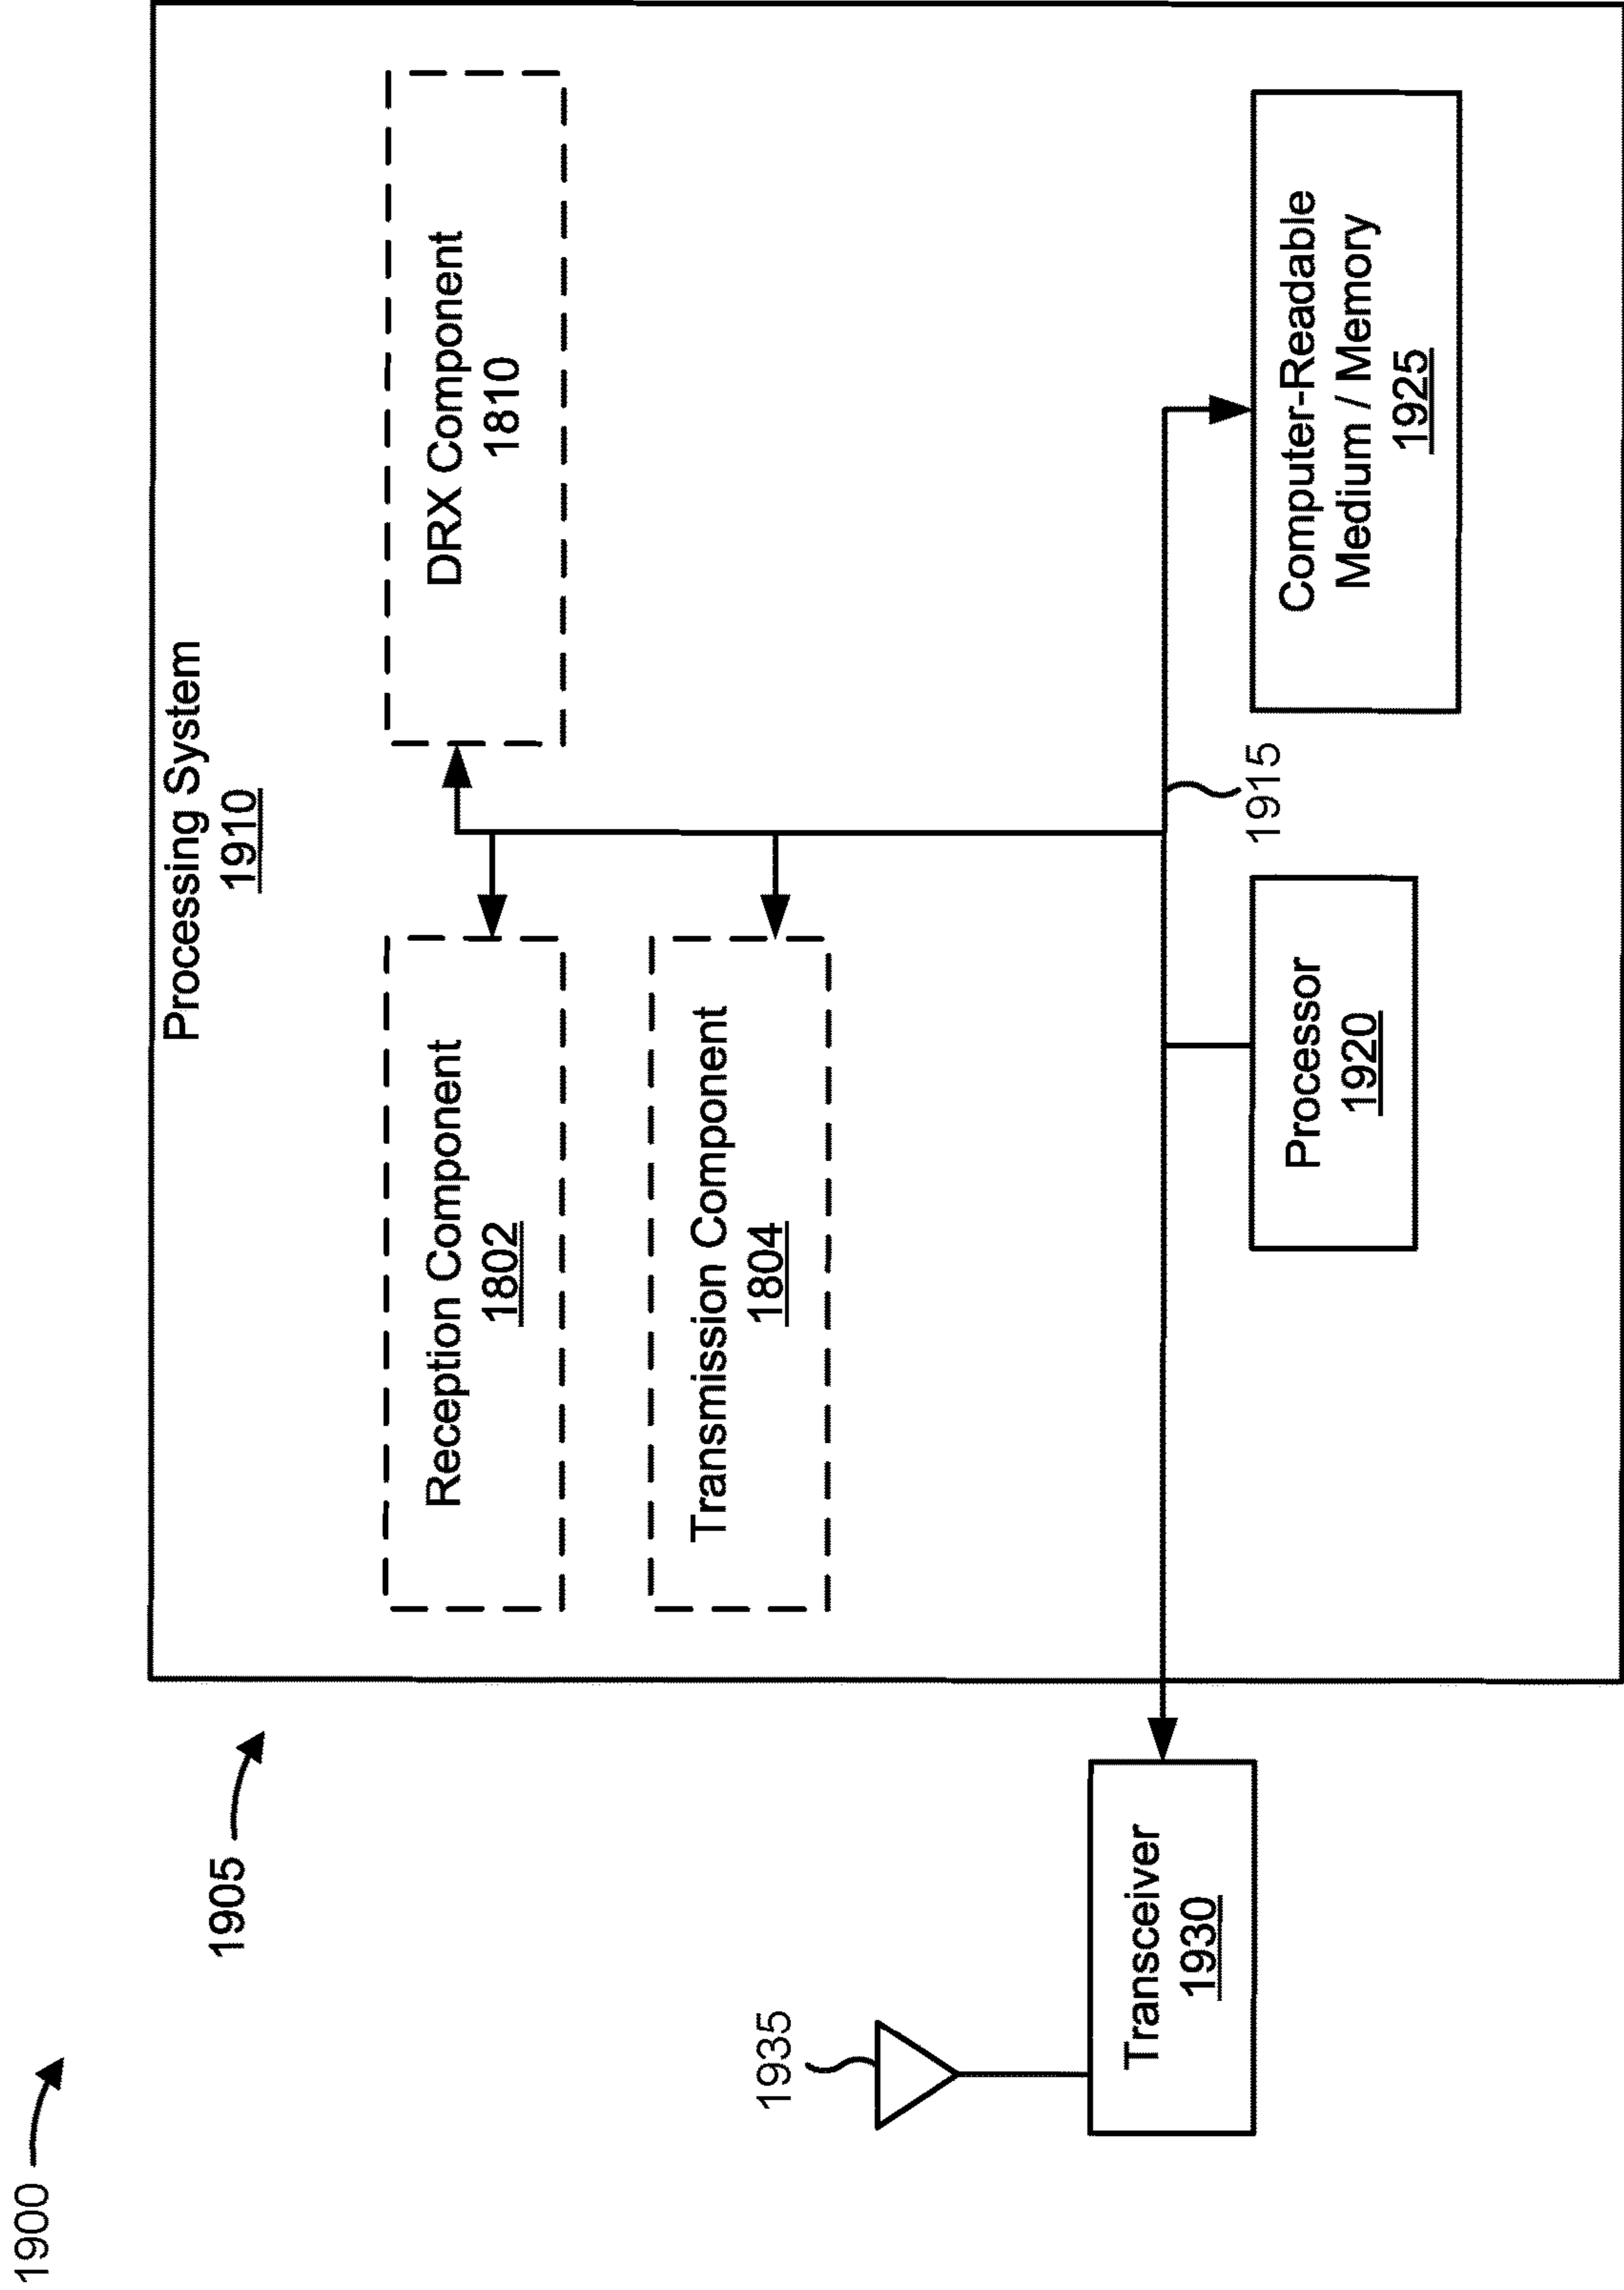 1900
1905
Processing System
1910
Reception Component
1802
DRX Component
1810
Transmission Component
1804
1935
Transceiver
1930
1915
Processor
1920
Computer-Readable
Medium / Memory
1925